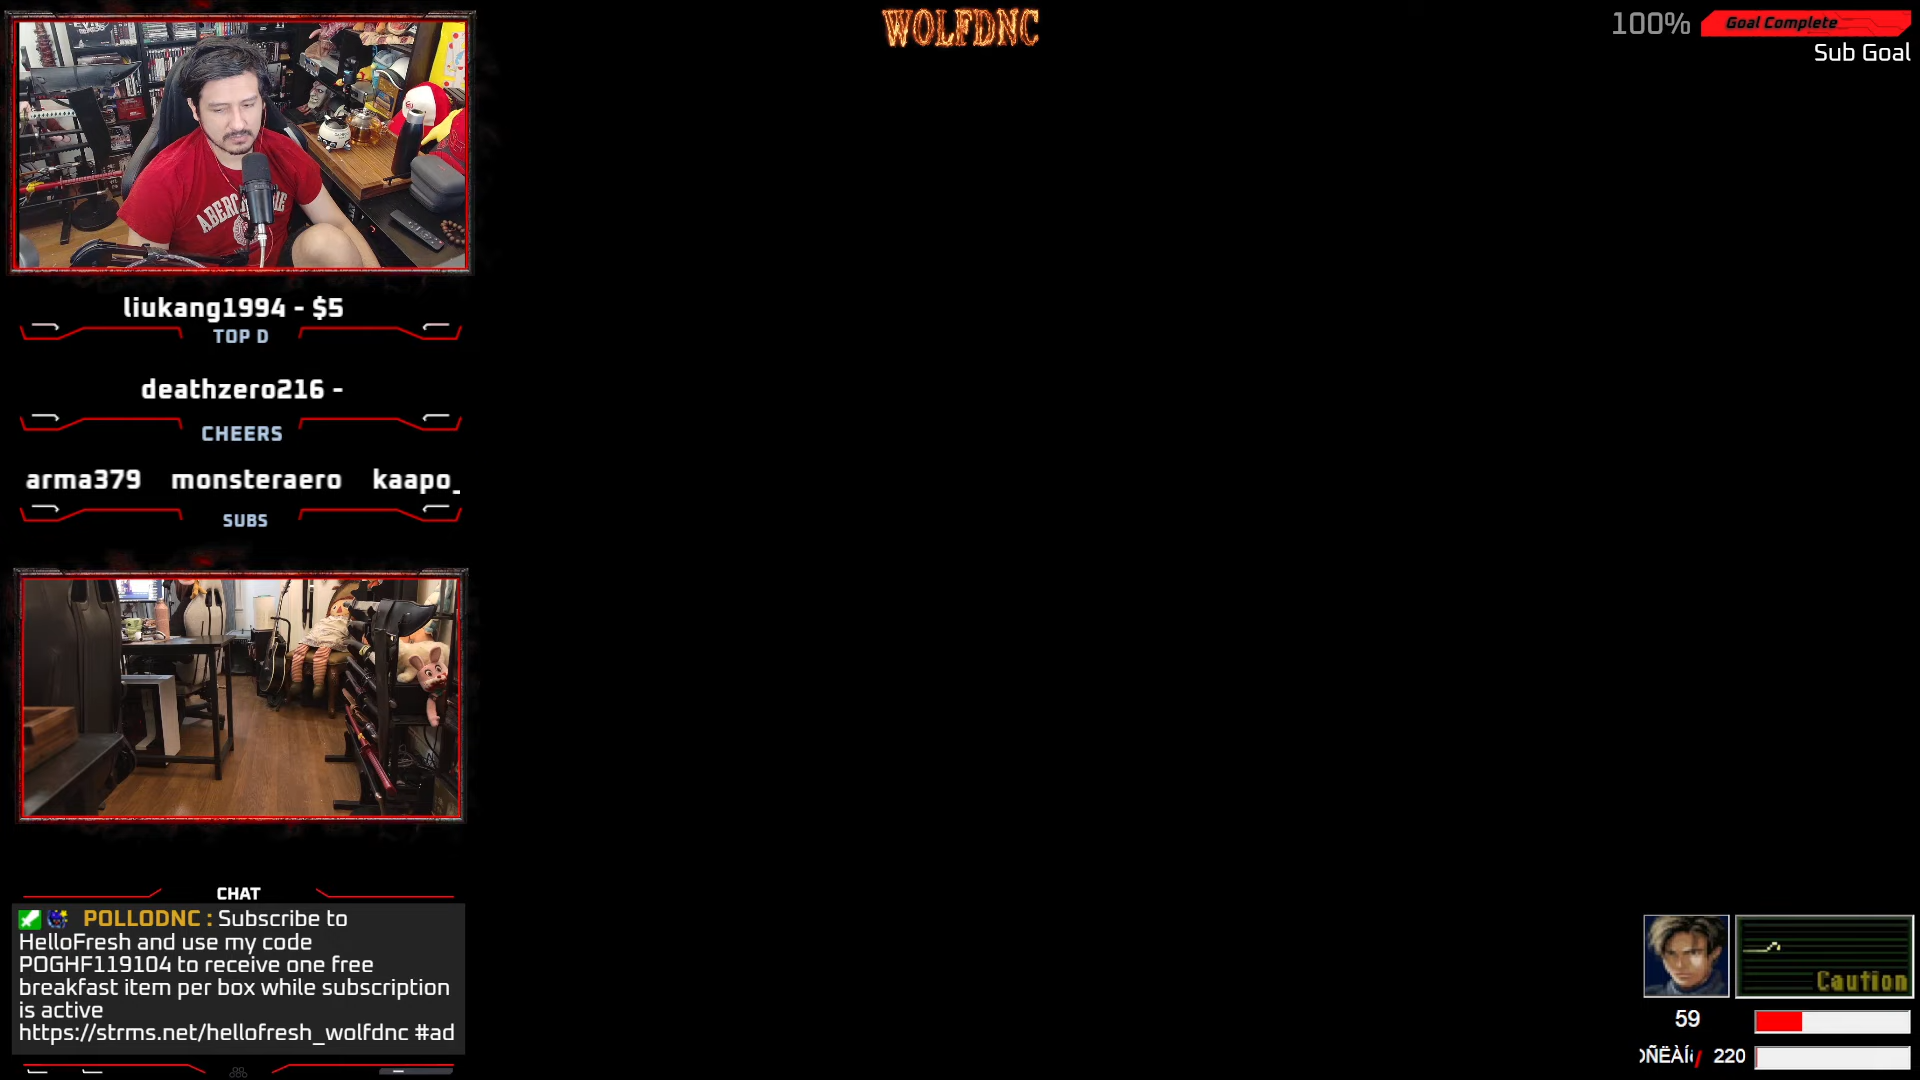 WOLFDNC
100%
Goal Complete
Sub Goal
liukang1994 - $5
TOP D
deathzero216 -
CHEERS
arma379 monsteraero kaapo_
SUBS
CHAT
POLLODNC : Subscribe to
HelloFresh and use my code
POGHF119104 to receive one free
breakfast item per box while subscription
is active
https://strms.net/hellofresh_wolfdnc #ad
Caution
59
220